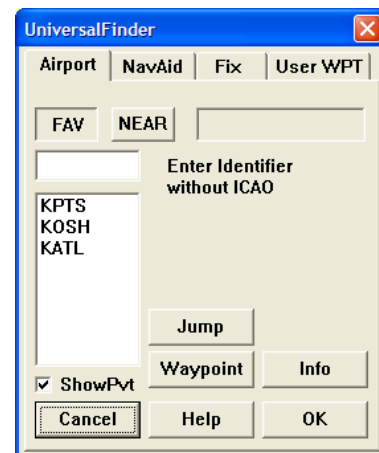 UniversalFinder
Airport NavAid Fix User WPT
FAV NEAR
Enter Identifier
without ICAO
KPTS
KOSH
KATL
Jump
Waypoint Info
ShowPvt
Cancel Help OK